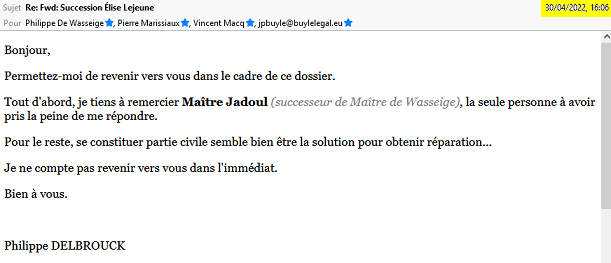 Sujet Re: Fwd: Succession Élise Lejeune 30/04/2022, 16:06
Pour Philippe De Wasseige, Pierre Marissiaux, Vincent Macq, jpbuyle@buylelegal.eu
Bonjour,
Permettez-moi de revenir vers vous dans le cadre de ce dossier.
Tout d'abord, je tiens à remercier Maître Jadoul (successeur de Maître de Wasseige), la seule personne à avoir
pris la peine de me répondre.
Pour le reste, se constituer partie civile semble bien être la solution pour obtenir réparation...
Je ne compte pas revenir vers vous dans l'immédiat.
Bien à vous.
Philippe DELBROUCK